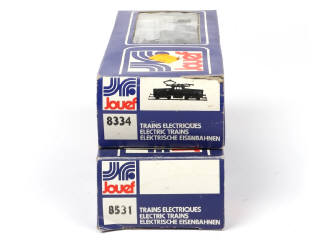 Jouef
Jouef
8334
TRAINS ELECTRIQUES
ELECTRIC TRAINS
ELEKTRISCHE EISENBAHNEN
Jouef
8531
TRAINS ELECTRIQUES
ELECTRIC TRAINS
ELEKTRISCHE EISENBAHNEN